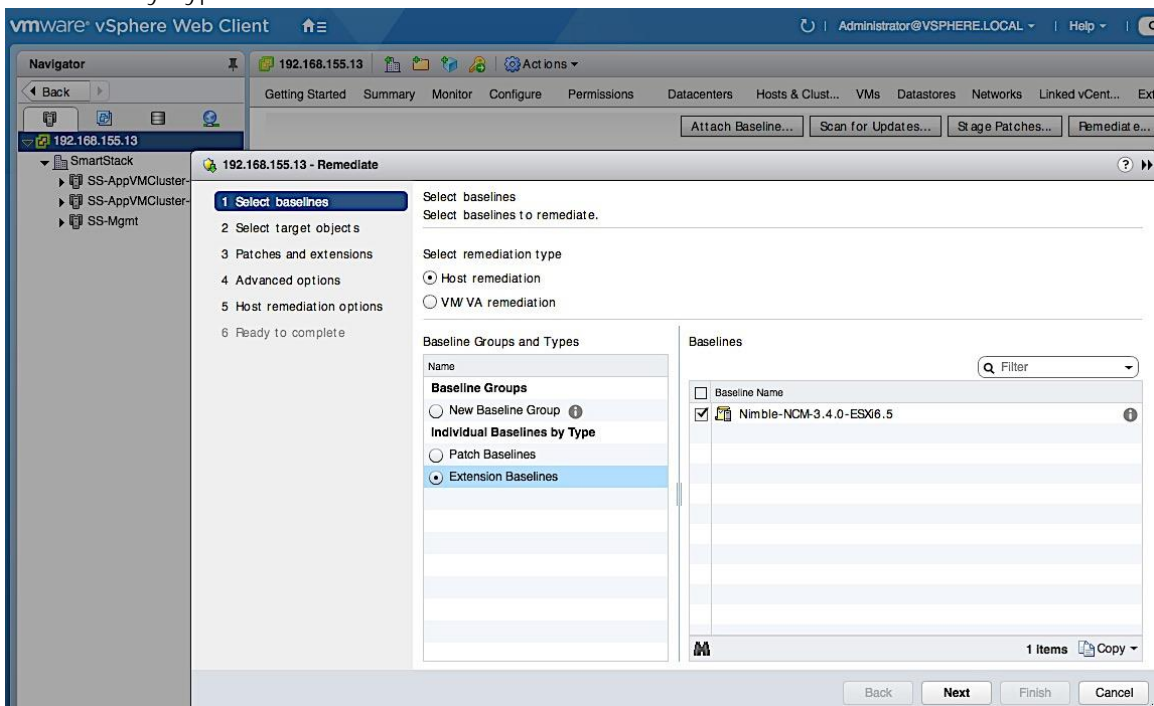 vmware® vSphere Web Client
Administrator@VSPHERE.LOCAL
Help
Navigator
192.168.155.13
Actions
Back
Getting Started Summary Monitor Configure Permissions Datacenters Hosts & Clust... VMs Datastores Networks Linked vCent...
Attach Baseline... Scan for Updates... Stage Patches... Remediate...
192.168.155.13
SmartStack
SS-AppVMCluster-
SS-AppVMCluster-
SS-Mgmt
192.168.155.13 - Remediate
1 Select baselines
2 Select target objects
3 Patches and extensions
4 Advanced options
5 Host remediation options
6 Ready to complete
Select baselines
Select baselines to remediate.
Select remediation type
Host remediation
VM/VA remediation
Baseline Groups and Types
Name
Baseline Groups
New Baseline Group
Individual Baselines by Type
Patch Baselines
Extension Baselines
Baselines
Filter
Baseline Name
Nimble-NCM-3.4.0-ESXi6.5
1 Items Copy
Back Next Finish Cancel